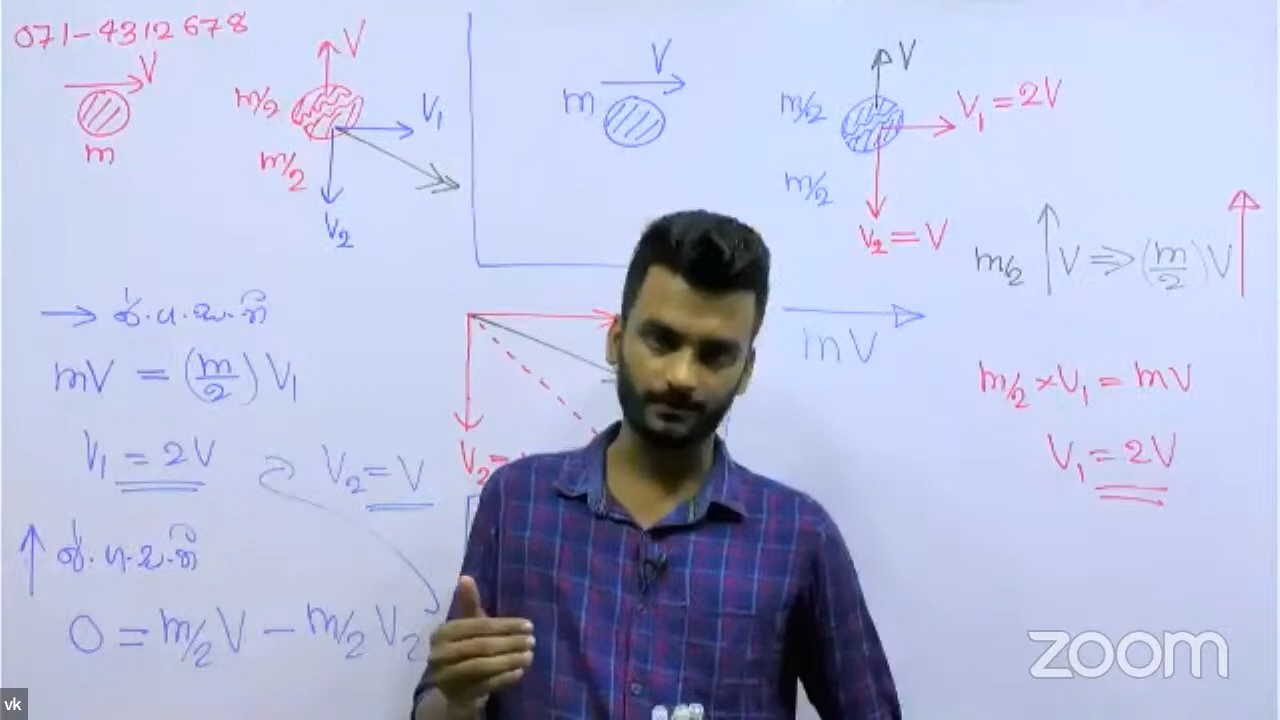 071-4312678
V
m
V
m/2
m/2
V₁
V₂
V
m
V
m/2
m/2
V₁ = 2V
V₂ = V
m/2 V ⇒ (m/2) V
mV = (m/2) V₁
V₁ = 2V
V₂ = V
0 = m/2 V − m/2 V₂
V₂ =
mV
m/2 × V₁ = mV
V₁ = 2V
zoom
vk